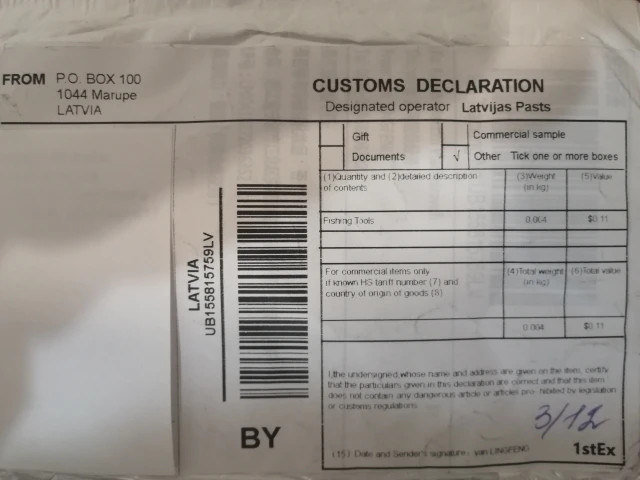 FROM P.O. BOX 100
1044 Marupe
LATVIA
CUSTOMS DECLARATION
Designated operator Latvijas Pasts
Gift
Commercial sample
Documents
√ Other Tick one or more boxes
(1)Quantity and (2)detailed description
of contents
(3)Weight
(in kg)
(5)Value
Fishing Tools
0.064
$0.11
For commercial items only
if known HS tariff number (7) and
country of origin of goods (8)
(4)Total weight
(in kg)
(6)Total value
0.064
$0.11
I,the undersigned,whose name and address are given on the item, certify
that the particulars given in this declaration are correct and that this item
does not contain any dangerous article or articles prohibited by legislation
or customs regulations
3/12
(15) Date and Sender's signature: yan LINGFENG
1stEx
LATVIA
UB155815759LV
BY